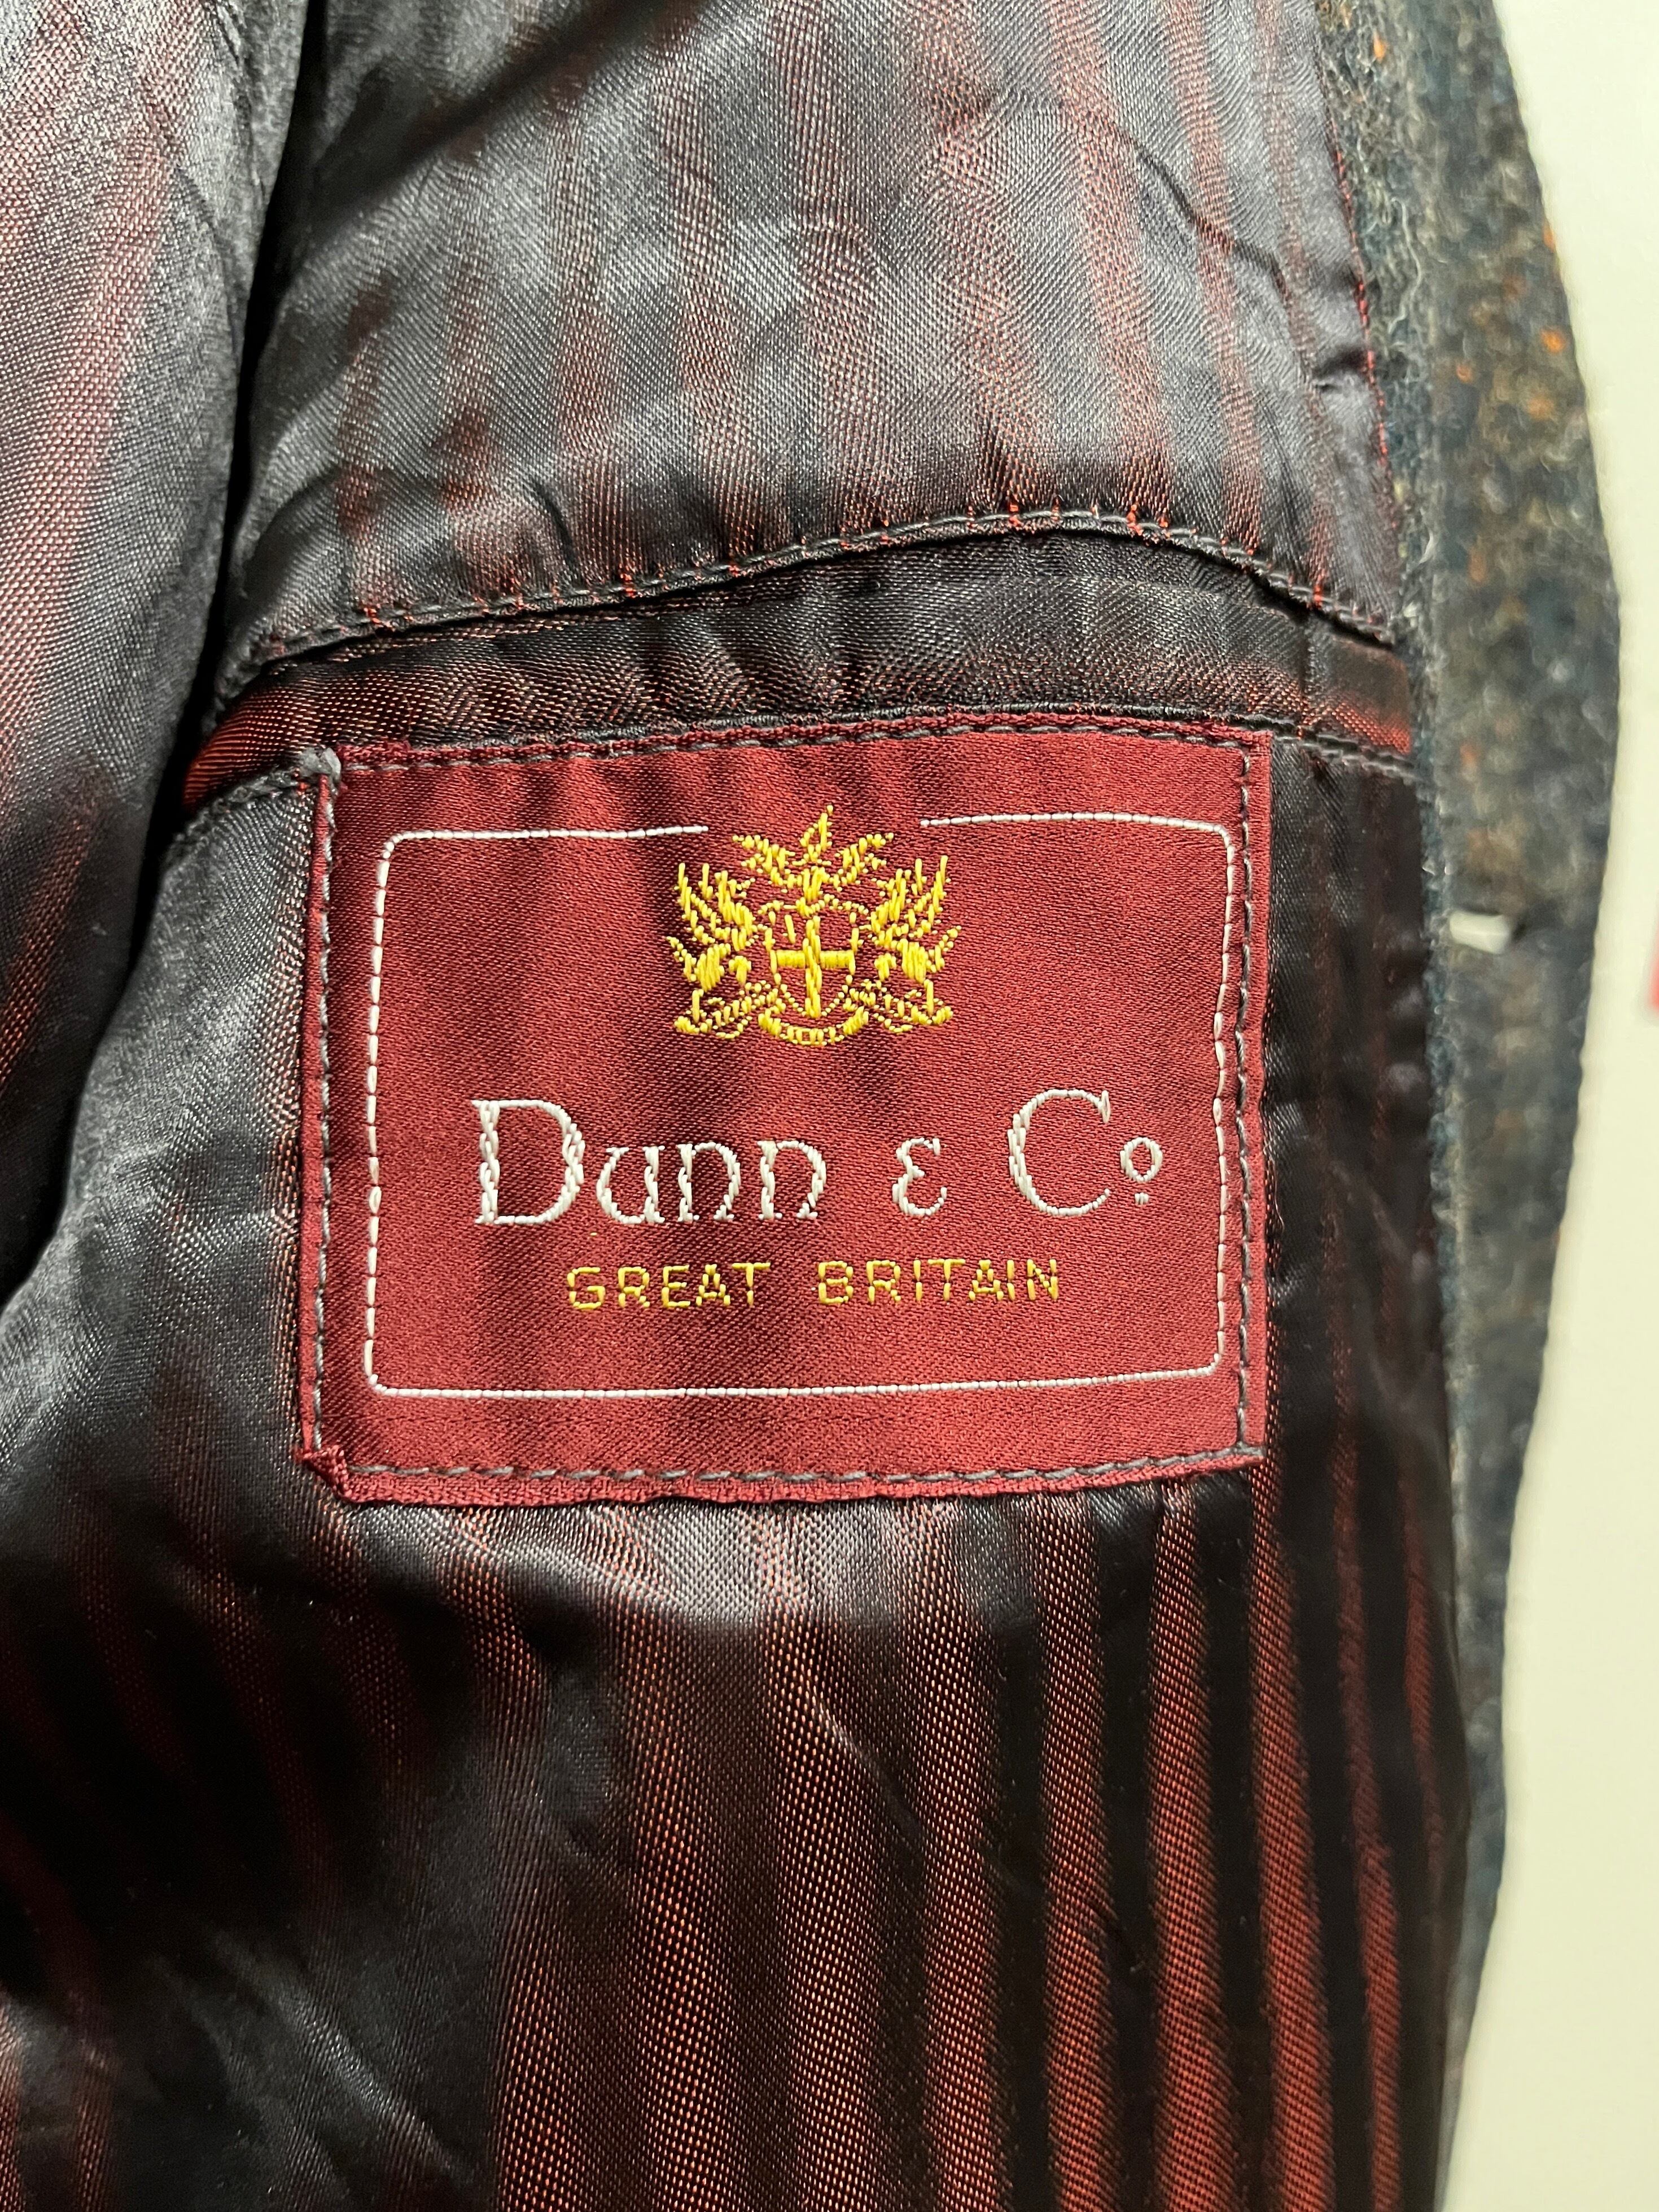 Dunn & Co.
GREAT BRITAIN